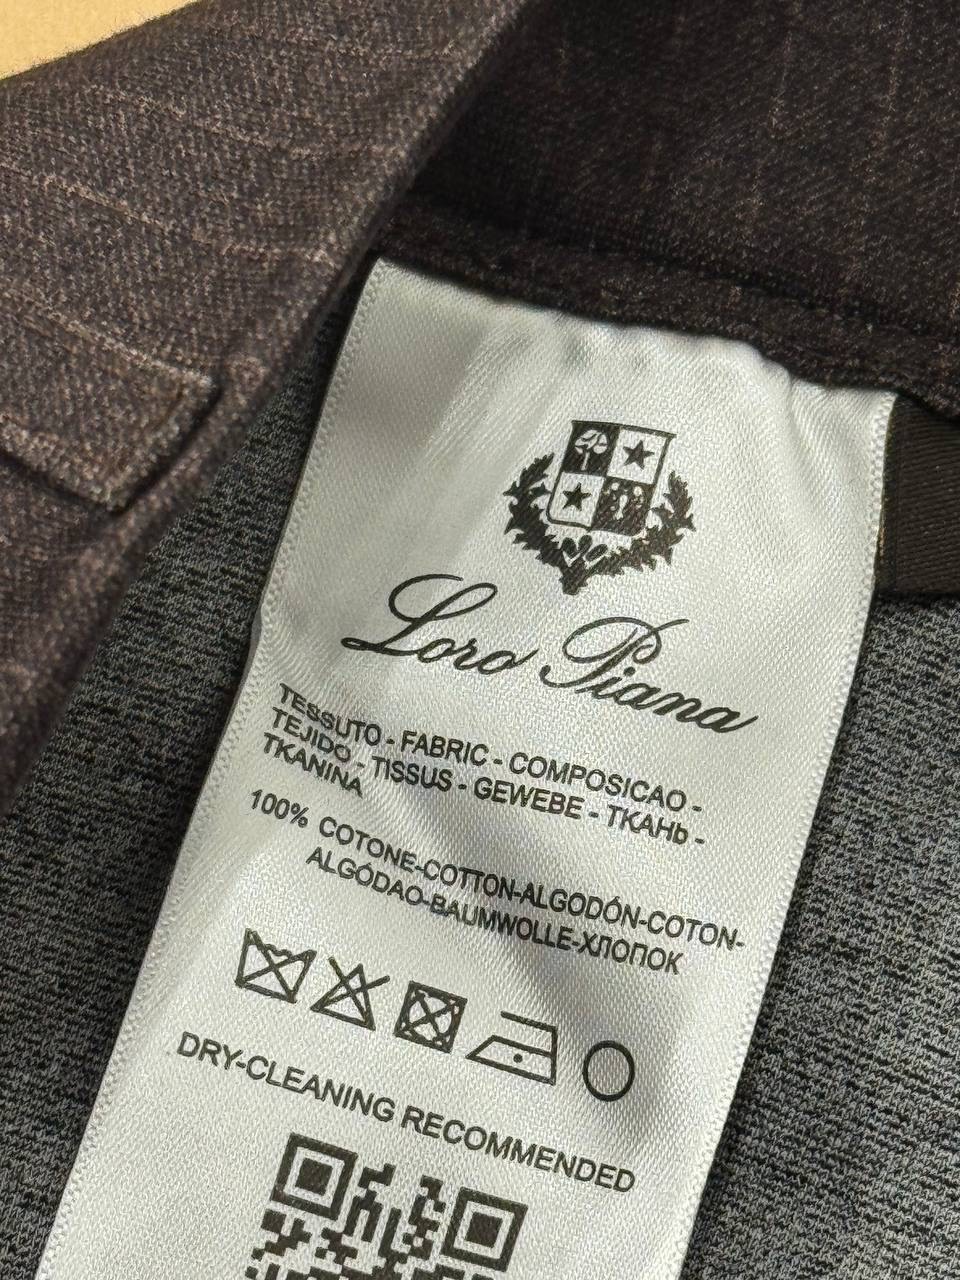 Loro Piana
TESSUTO - FABRIC - COMPOSICAO -
TEJIDO - TISSUS - GEWEBE - ТКАНЬ -
TKANINA
100% COTONE-COTTON-ALGODÓN-COTON-
ALGÓDAO-BAUMWOLLE-ХЛОПОК
DRY-CLEANING RECOMMENDED